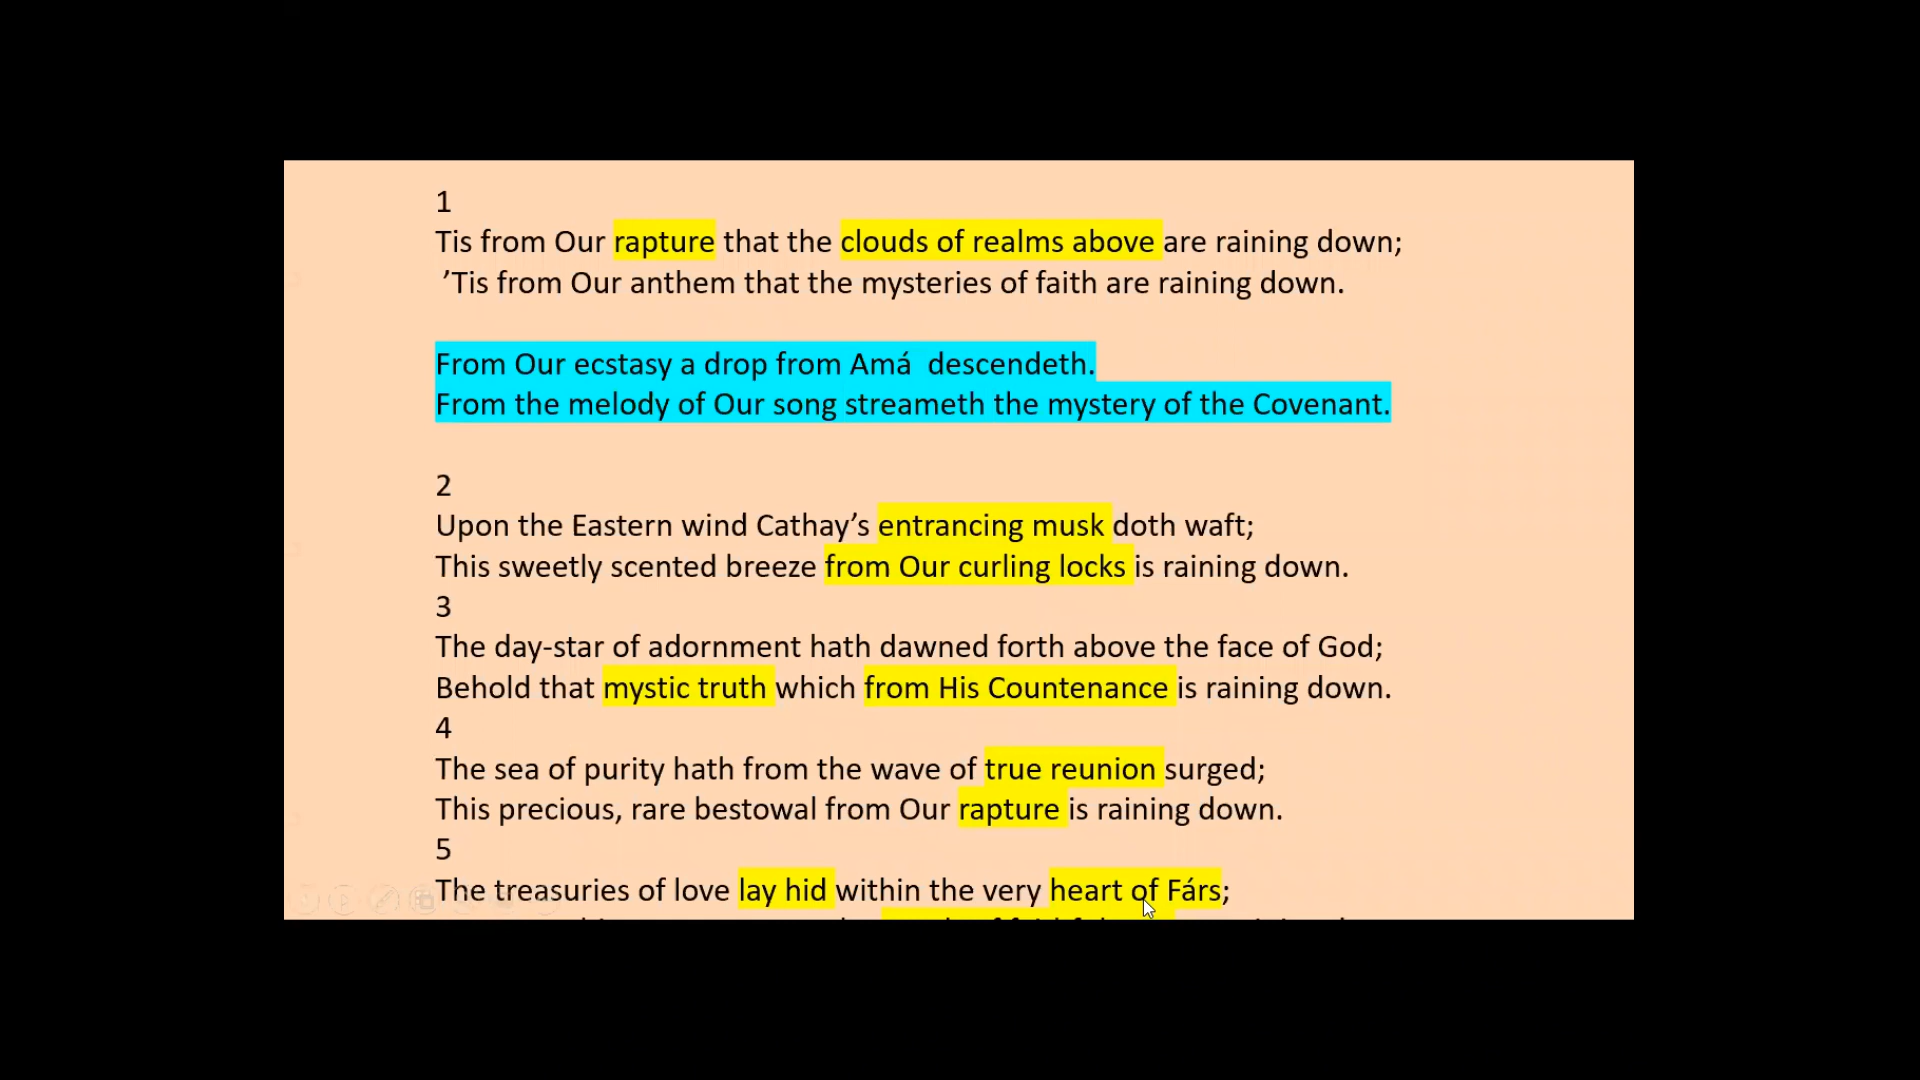 1
Tis from Our rapture that the clouds of realms above are raining down;
’Tis from Our anthem that the mysteries of faith are raining down.
From Our ecstasy a drop from Amá descendeth.
From the melody of Our song streameth the mystery of the Covenant.
2
Upon the Eastern wind Cathay’s entrancing musk doth waft;
This sweetly scented breeze from Our curling locks is raining down.
3
The day-star of adornment hath dawned forth above the face of God;
Behold that mystic truth which from His Countenance is raining down.
4
The sea of purity hath from the wave of true reunion surged;
This precious, rare bestowal from Our rapture is raining down.
5
The treasuries of love lay hid within the very heart of Fárs;